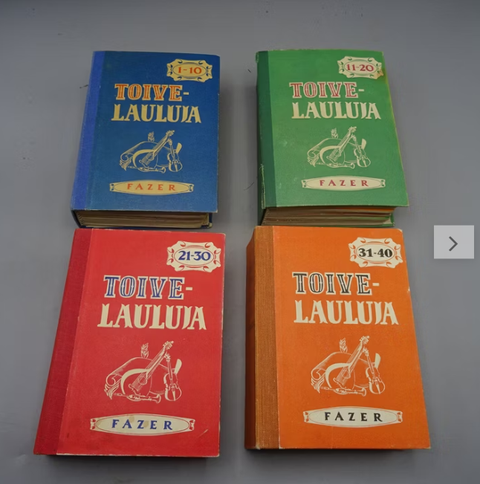 1-10
TOIVE-
LAULUJA
FAZER
11-20
TOIVE-
LAULUJA
FAZER
21-30
TOIVE-
LAULUJA
FAZER
31-40
TOIVE-
LAULUJA
FAZER